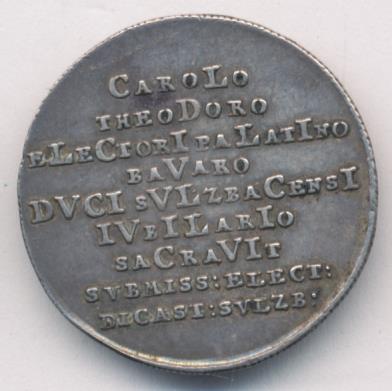 CAROLO
THEODORO
ELECTORI PALATINO
BAVARO
DVCI SVLZBACENSI
IVBILARIO
SACRAVIT
SVBMISS: ELECT:
DICAST: SVLZB: